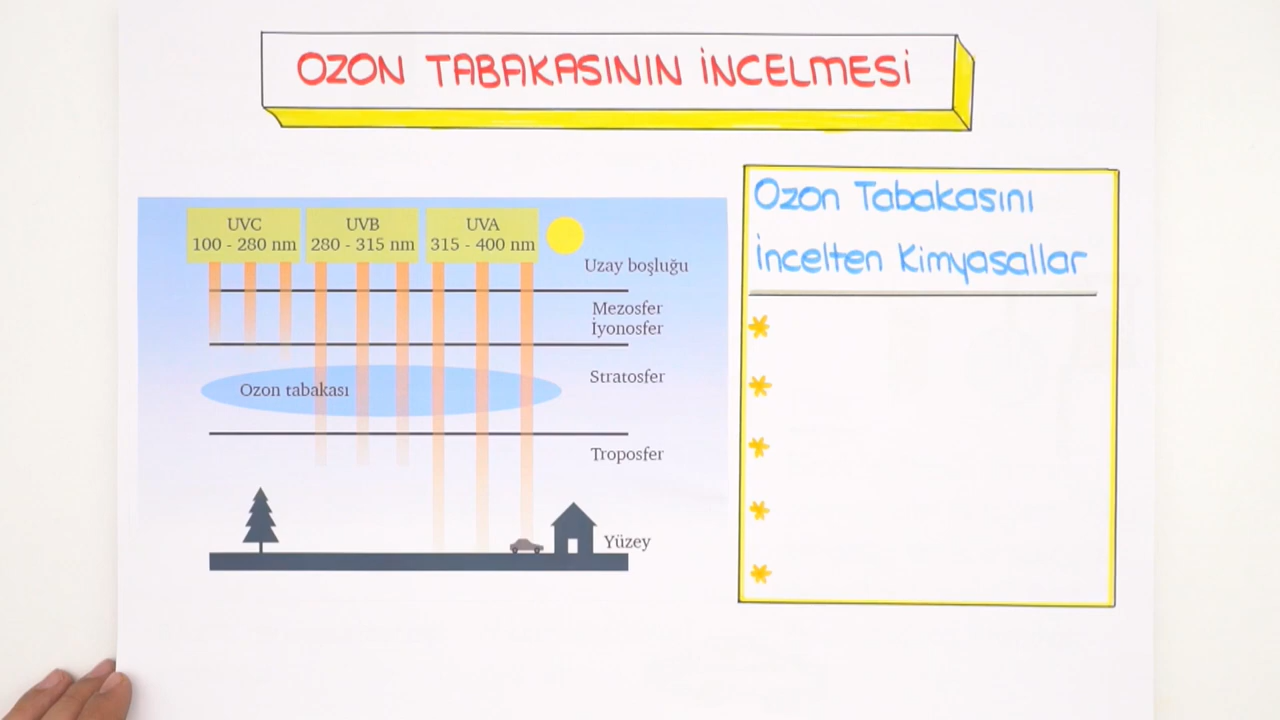 OZON TABAKASININ İNCELMESİ
UVC
100 - 280 nm
UVB
280 - 315 nm
UVA
315 - 400 nm
Uzay boşluğu
Mezosfer
İyonosfer
Stratosfer
Ozon tabakası
Troposfer
Yüzey
Ozon Tabakasını
İncelten Kimyasallar